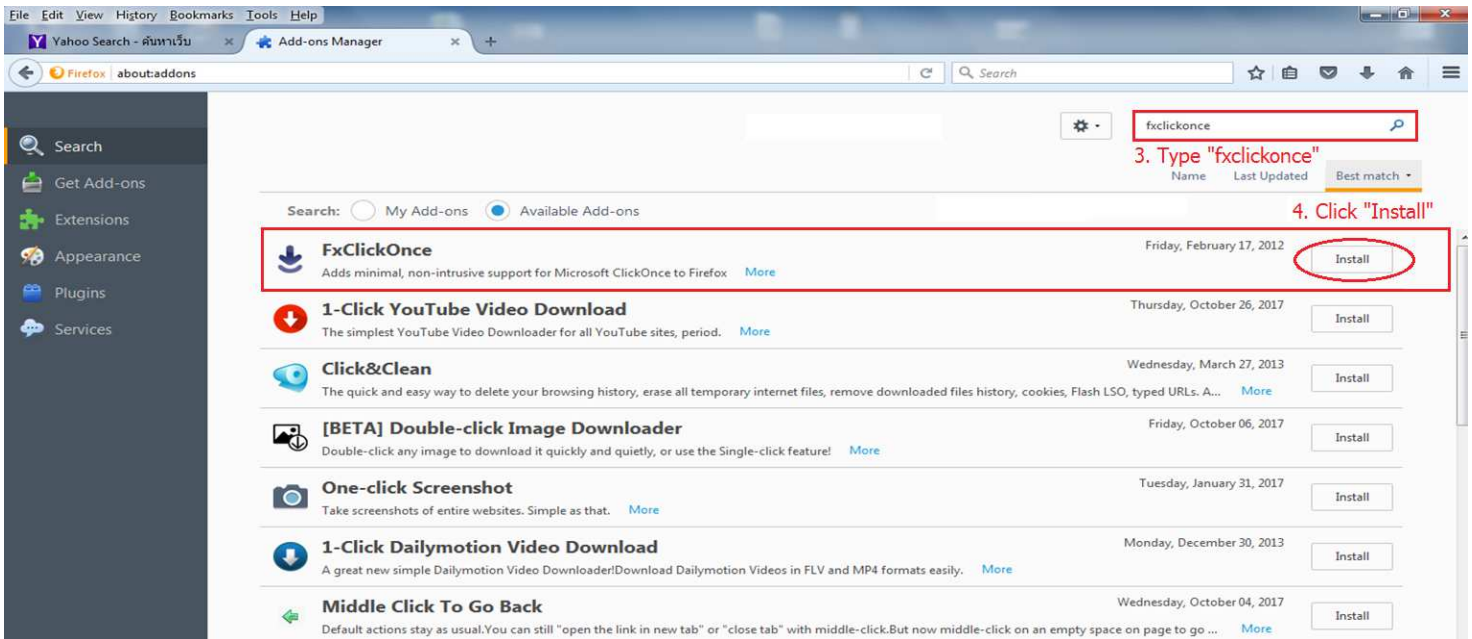 File Edit View History Bookmarks Tools Help
Yahoo Search - ค้นหาเว็บ
Add-ons Manager
Firefox about:addons
Search
fxclickonce
3. Type "fxclickonce"
Name Last Updated Best match
Search
Get Add-ons
Extensions
Appearance
Plugins
Services
Search: My Add-ons Available Add-ons
4. Click "Install"
FxClickOnce
Friday, February 17, 2012
Install
Adds minimal, non-intrusive support for Microsoft ClickOnce to Firefox More
1-Click YouTube Video Download
Thursday, October 26, 2017
Install
The simplest YouTube Video Downloader for all YouTube sites, period. More
Click&Clean
Wednesday, March 27, 2013
Install
The quick and easy way to delete your browsing history, erase all temporary internet files, remove downloaded files history, cookies, Flash LSO, typed URLs. A... More
[BETA] Double-click Image Downloader
Friday, October 06, 2017
Install
Double-click any image to download it quickly and quietly, or use the Single-click feature! More
One-click Screenshot
Tuesday, January 31, 2017
Install
Take screenshots of entire websites. Simple as that. More
1-Click Dailymotion Video Download
Monday, December 30, 2013
Install
A great new simple Dailymotion Video Downloader!Download Dailymotion Videos in FLV and MP4 formats easily. More
Middle Click To Go Back
Wednesday, October 04, 2017
Install
Default actions stay as usual.You can still "open the link in new tab" or "close tab" with middle-click.But now middle-click on an empty space on page to go ... More